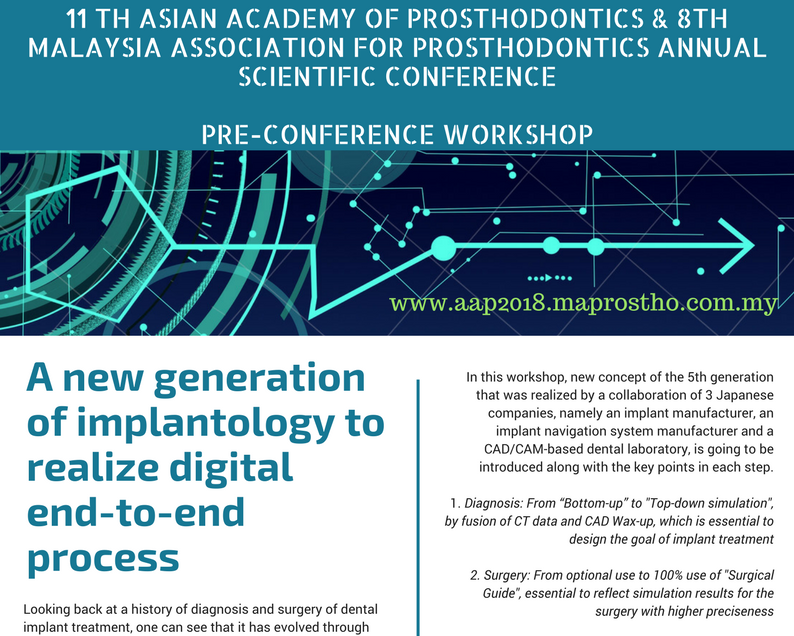 11 TH ASIAN ACADEMY OF PROSTHODONTICS & 8TH
MALAYSIA ASSOCIATION FOR PROSTHODONTICS ANNUAL
SCIENTIFIC CONFERENCE
PRE-CONFERENCE WORKSHOP
www.aap2018.maprostho.com.my
A new generation
of implantology to
realize digital
end-to-end
process
Looking back at a history of diagnosis and surgery of dental
implant treatment, one can see that it has evolved through
In this workshop, new concept of the 5th generation
that was realized by a collaboration of 3 Japanese
companies, namely an implant manufacturer, an
implant navigation system manufacturer and a
CAD/CAM-based dental laboratory, is going to be
introduced along with the key points in each step.
1. Diagnosis: From “Bottom-up” to "Top-down simulation",
by fusion of CT data and CAD Wax-up, which is essential to
design the goal of implant treatment
2. Surgery: From optional use to 100% use of "Surgical
Guide", essential to reflect simulation results for the
surgery with higher preciseness